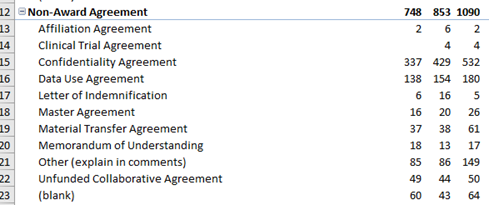 12 Non-Award Agreement 748 853 1090
13 Affiliation Agreement 2 6 2
14 Clinical Trial Agreement 4 4
15 Confidentiality Agreement 337 429 532
16 Data Use Agreement 138 154 180
17 Letter of Indemnification 6 16 5
18 Master Agreement 16 20 26
19 Material Transfer Agreement 37 38 61
20 Memorandum of Understanding 18 13 17
21 Other (explain in comments) 85 86 149
22 Unfunded Collaborative Agreement 49 44 50
23 (blank) 60 43 64